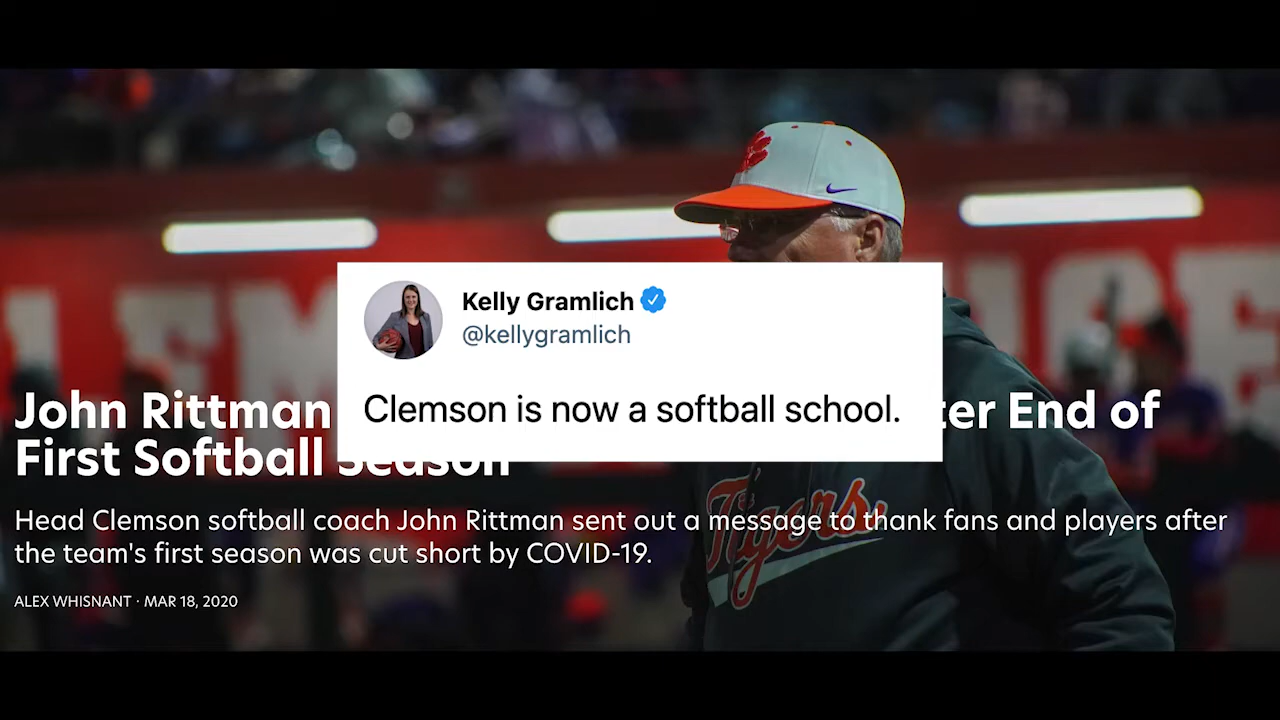 Kelly Gramlich
@kellygramlich
Clemson is now a softball school.
John Rittman ter End of
First Softball Season
Head Clemson softball coach John Rittman sent out a message to thank fans and players after
the team's first season was cut short by COVID-19.
ALEX WHISNANT · MAR 18, 2020
Tigers